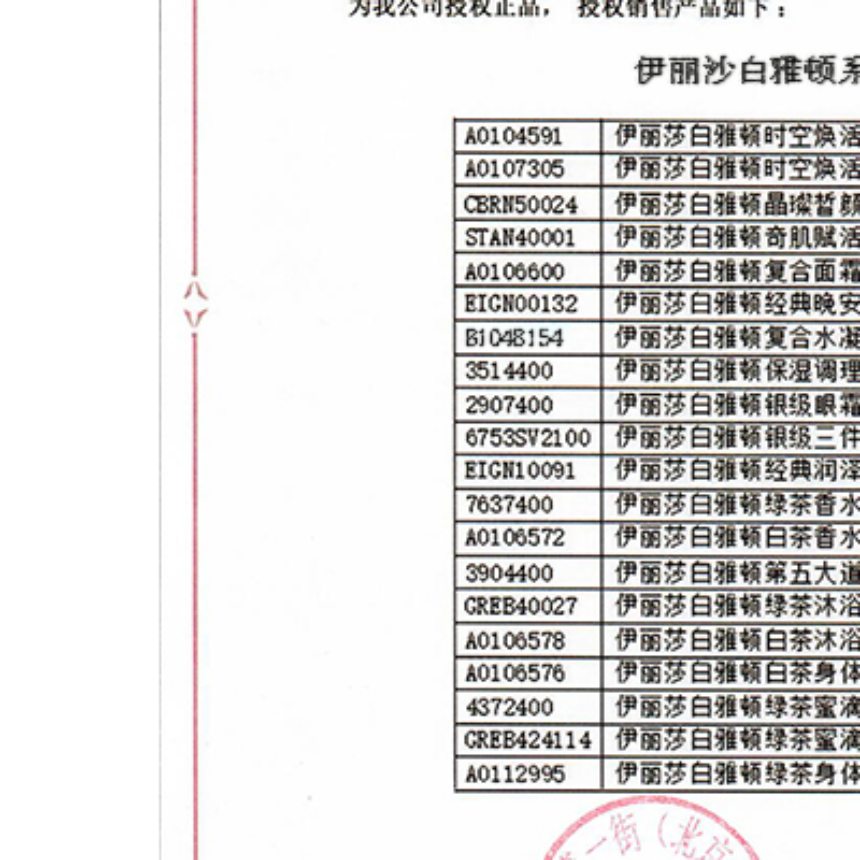 为我公司授权正品， 授权销售产品如下：
伊丽沙白雅顿系
A0104591 伊丽莎白雅顿时空焕活
A0107305 伊丽莎白雅顿时空焕活
CBRN50024 伊丽莎白雅顿晶璨皙颜
STAN40001 伊丽莎白雅顿奇肌赋活
A0106600 伊丽莎白雅顿复合面霜
EIGN00132 伊丽莎白雅顿经典晚安
B1048154 伊丽莎白雅顿复合水凝
3514400 伊丽莎白雅顿保湿调理
2907400 伊丽莎白雅顿银级眼霜
6753SV2100 伊丽莎白雅顿银级三件
EIGN10091 伊丽莎白雅顿经典润泽
7637400 伊丽莎白雅顿绿茶香水
A0106572 伊丽莎白雅顿白茶香水
3904400 伊丽莎白雅顿第五大道
GREB40027 伊丽莎白雅顿绿茶沐浴
A0106578 伊丽莎白雅顿白茶沐浴
A0106576 伊丽莎白雅顿白茶身体
4372400 伊丽莎白雅顿绿茶蜜滴
GREB424114 伊丽莎白雅顿绿茶蜜滴
A0112995 伊丽莎白雅顿绿茶身体
一街（北京